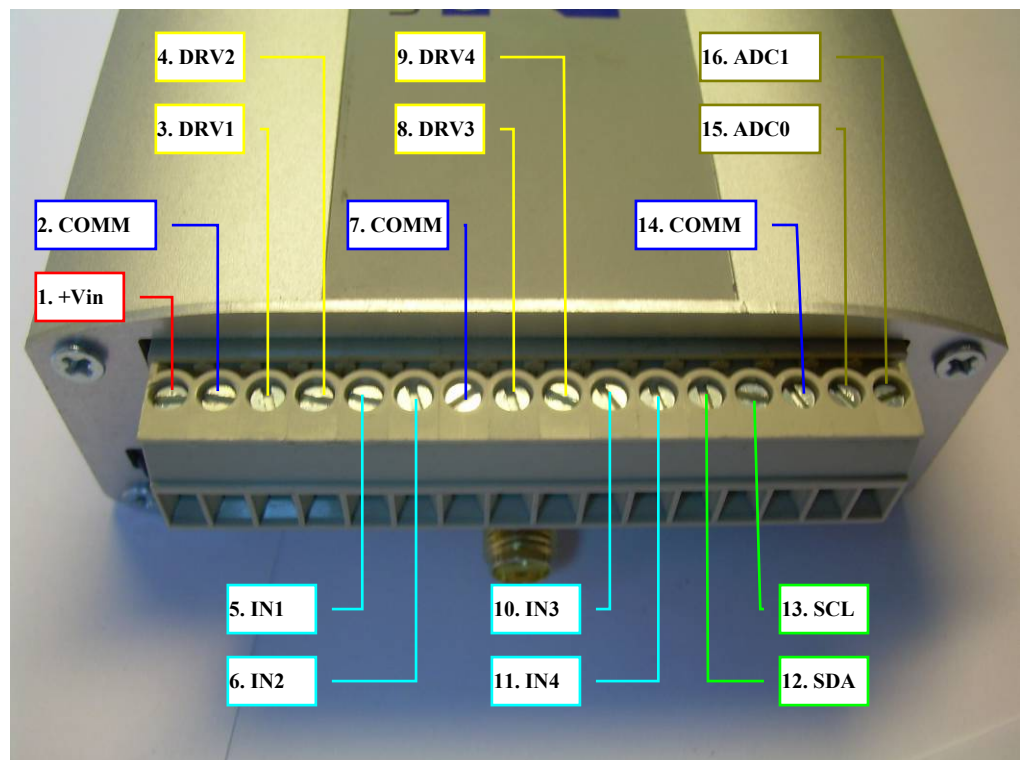 4. DRV2
9. DRV4
16. ADC1
3. DRV1
8. DRV3
15. ADC0
2. COMM
7. COMM
14. COMM
1. +Vin
5. IN1
10. IN3
13. SCL
6. IN2
11. IN4
12. SDA